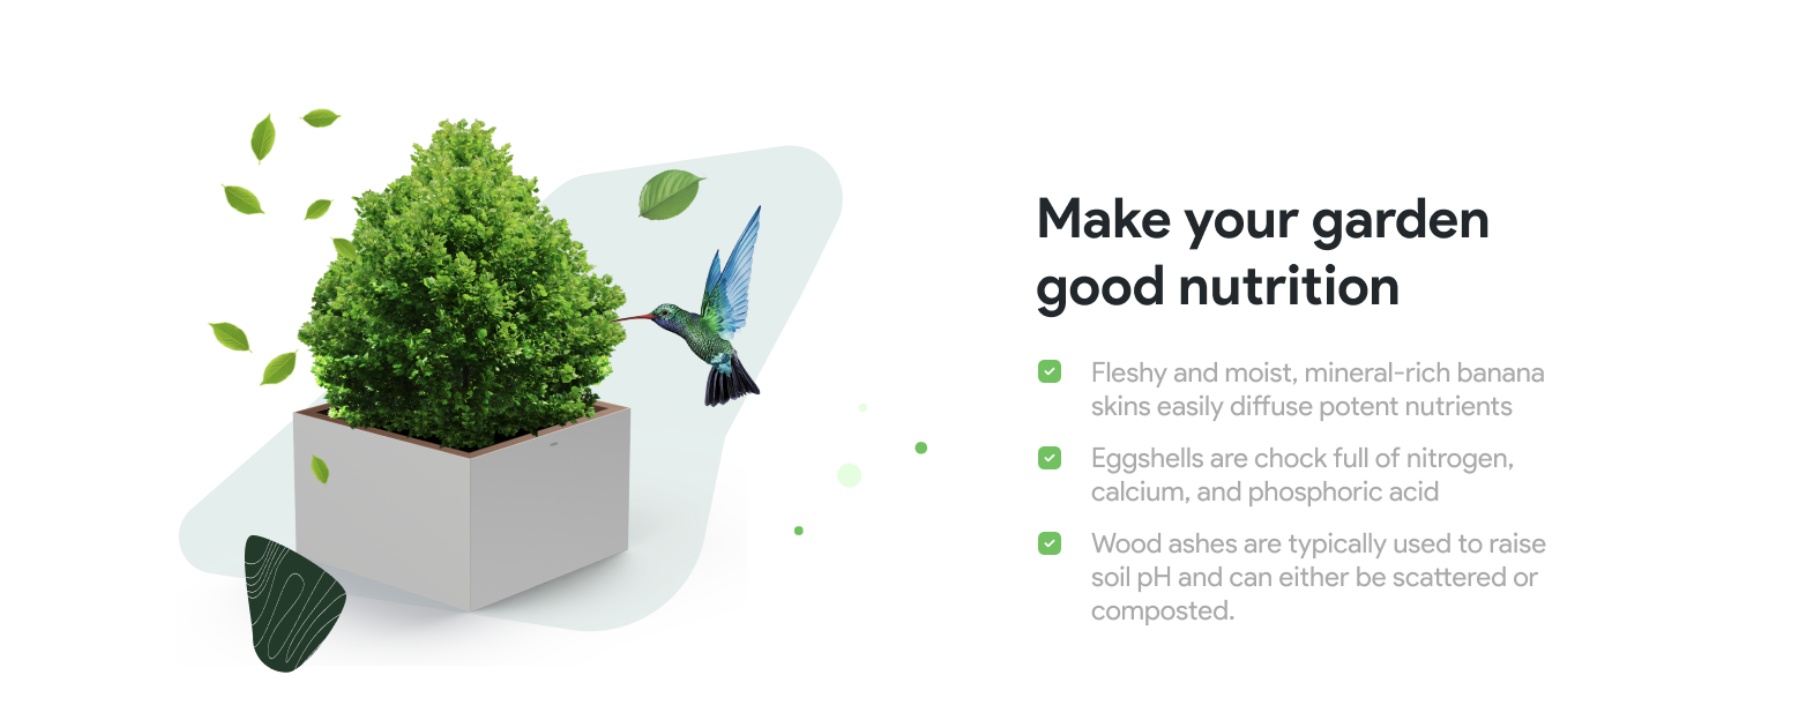 Make your garden
good nutrition
Fleshy and moist, mineral-rich banana
skins easily diffuse potent nutrients
Eggshells are chock full of nitrogen,
calcium, and phosphoric acid
Wood ashes are typically used to raise
soil pH and can either be scattered or
composted.